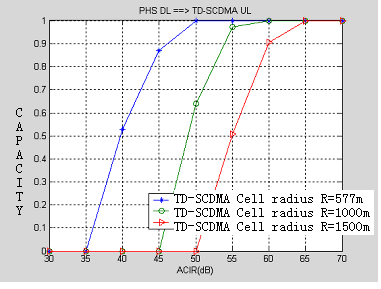 PHS DL ==> TD-SCDMA UL
1
0.9
0.8
0.7
0.6
0.5
0.4
0.3
0.2
0.1
0
CAPACITY
TD-SCDMA Cell radius R=577m
TD-SCDMA Cell radius R=1000m
TD-SCDMA Cell radius R=1500m
30 35 40 45 50 55 60 65 70
ACIR(dB)